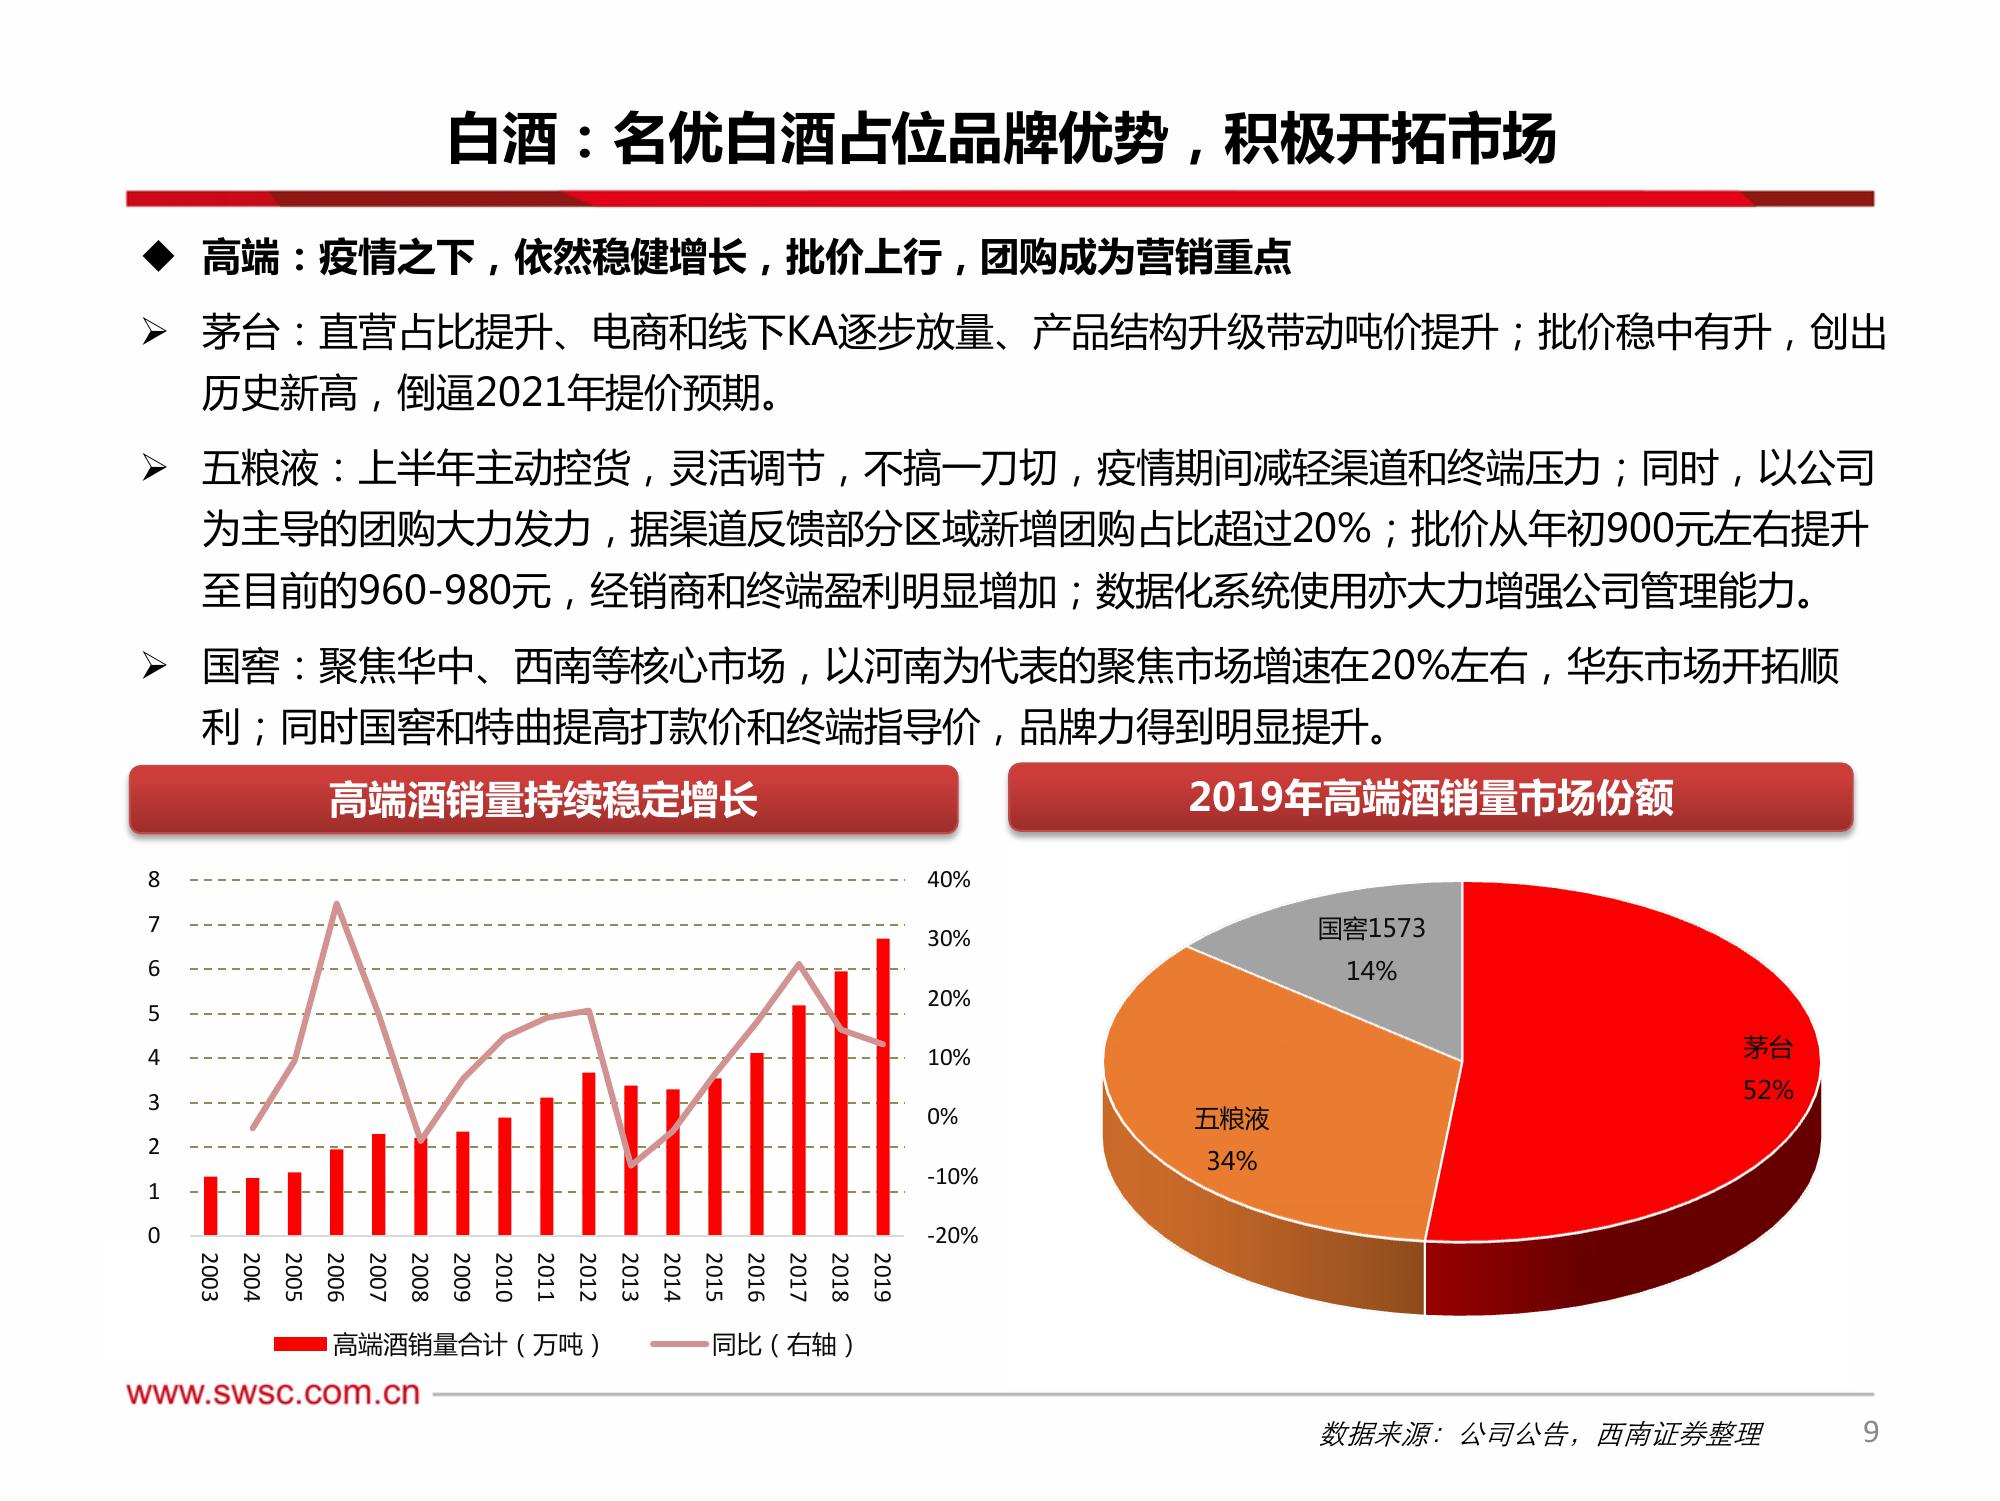 白酒：名优白酒占位品牌优势，积极开拓市场
◆ 高端：疫情之下，依然稳健增长，批价上行，团购成为营销重点
➢ 茅台：直营占比提升、电商和线下KA逐步放量、产品结构升级带动吨价提升；批价稳中有升，创出
历史新高，倒逼2021年提价预期。
➢ 五粮液：上半年主动控货，灵活调节，不搞一刀切，疫情期间减轻渠道和终端压力；同时，以公司
为主导的团购大力发力，据渠道反馈部分区域新增团购占比超过20%；批价从年初900元左右提升
至目前的960-980元，经销商和终端盈利明显增加；数据化系统使用亦大力增强公司管理能力。
➢ 国窖：聚焦华中、西南等核心市场，以河南为代表的聚焦市场增速在20%左右，华东市场开拓顺
利；同时国窖和特曲提高打款价和终端指导价，品牌力得到明显提升。
高端酒销量持续稳定增长
8
7
6
5
4
3
2
1
0
40%
30%
20%
10%
0%
-10%
-20%
2003
2004
2005
2006
2007
2008
2009
2010
2011
2012
2013
2014
2015
2016
2017
2018
2019
高端酒销量合计（万吨）
同比（右轴）
2019年高端酒销量市场份额
国窖1573
14%
茅台
52%
五粮液
34%
www.swsc.com.cn
数据来源：公司公告，西南证券整理
9